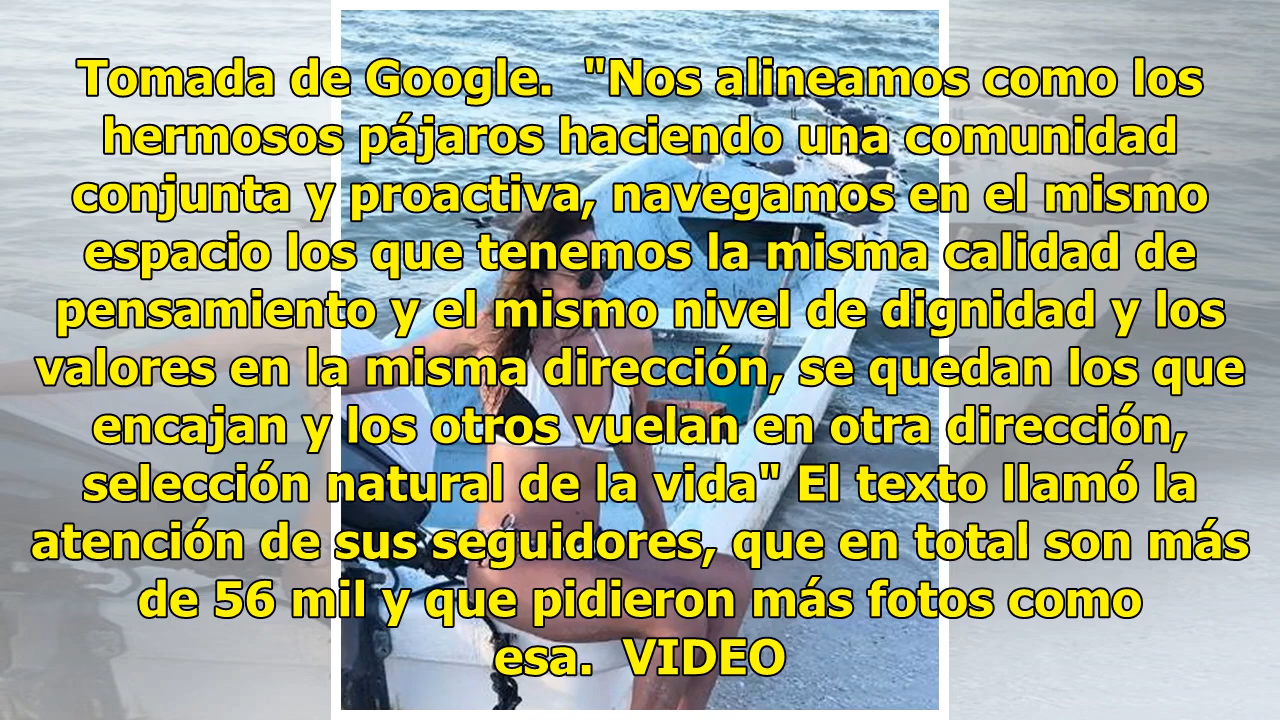 Tomada de Google.  "Nos alineamos como los
hermosos pájaros haciendo una comunidad
conjunta y proactiva, navegamos en el mismo
espacio los que tenemos la misma calidad de
pensamiento y el mismo nivel de dignidad y los
valores en la misma dirección, se quedan los que
encajan y los otros vuelan en otra dirección,
selección natural de la vida" El texto llamó la
atención de sus seguidores, que en total son más
de 56 mil y que pidieron más fotos como
esa.  VIDEO